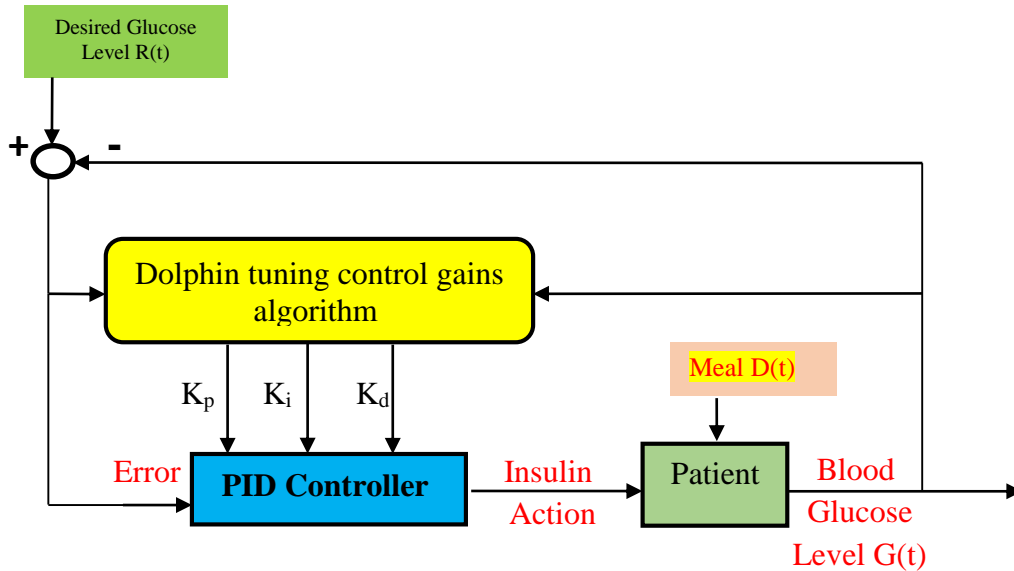 Desired Glucose
Level R(t)
+
-
Dolphin tuning control gains
algorithm
Meal D(t)
Kp
Ki
Kd
Error
PID Controller
Insulin
Action
Patient
Blood
Glucose
Level G(t)